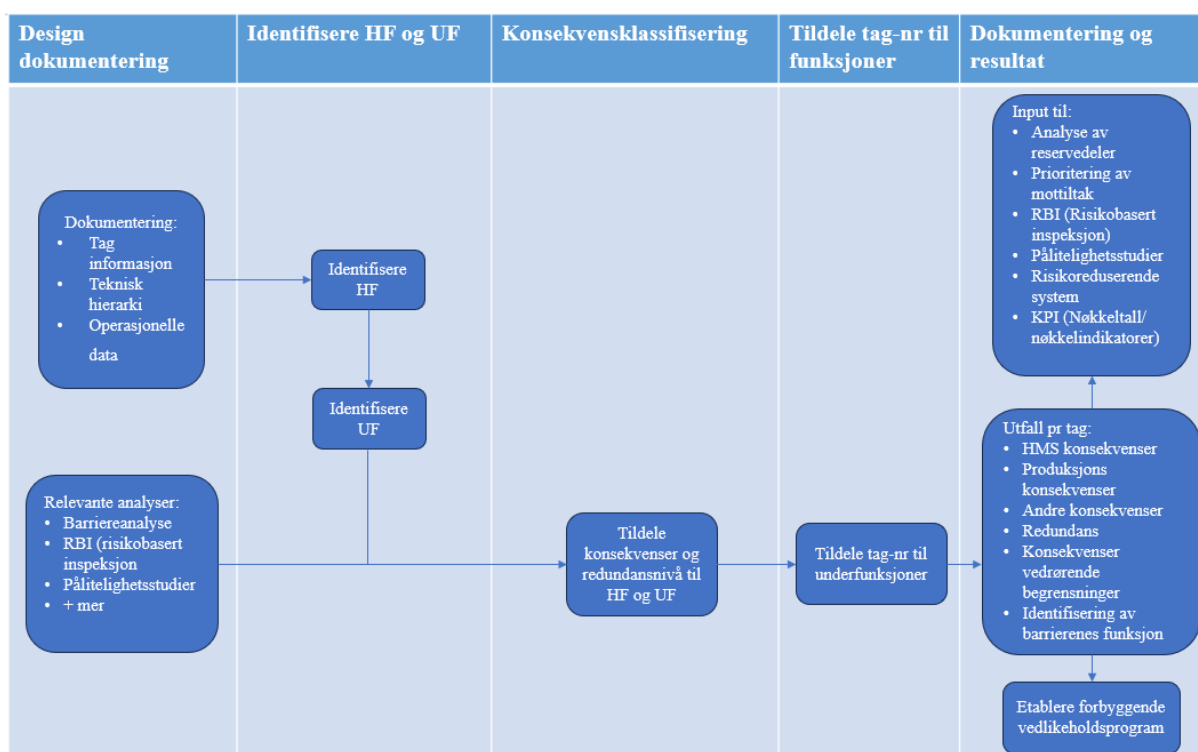 Design
dokumentering
Identifisere HF og UF
Konsekvensklassifisering
Tildele tag-nr til
funksjoner
Dokumentering og
resultat
Dokumentering:
• Tag
informasjon
• Teknisk
hierarki
• Operasjonelle
data
Relevante analyser:
• Barriereanalyse
• RBI (risikobasert
inspeksjon
• Pålitelighetsstudier
• + mer
Identifisere
HF
Identifisere
UF
Tildele
konsekvenser og
redundansnivå til
HF og UF
Tildele tag-nr til
underfunksjoner
Input til:
• Analyse av
reservedeler
• Prioritering av
mottiltak
• RBI (Risikobasert
inspeksjon)
• Pålitelighetsstudier
• Risikoreduserende
system
• KPI (Nøkkeltall/
nøkkelindikatorer)
Utfall pr tag:
• HMS konsekvenser
• Produksjons
konsekvenser
• Andre konsekvenser
• Redundans
• Konsekvenser
vedrørende
begrensninger
• Identifisering av
barrierenes funksjon
Etablere forbyggende
vedlikeholdsprogram